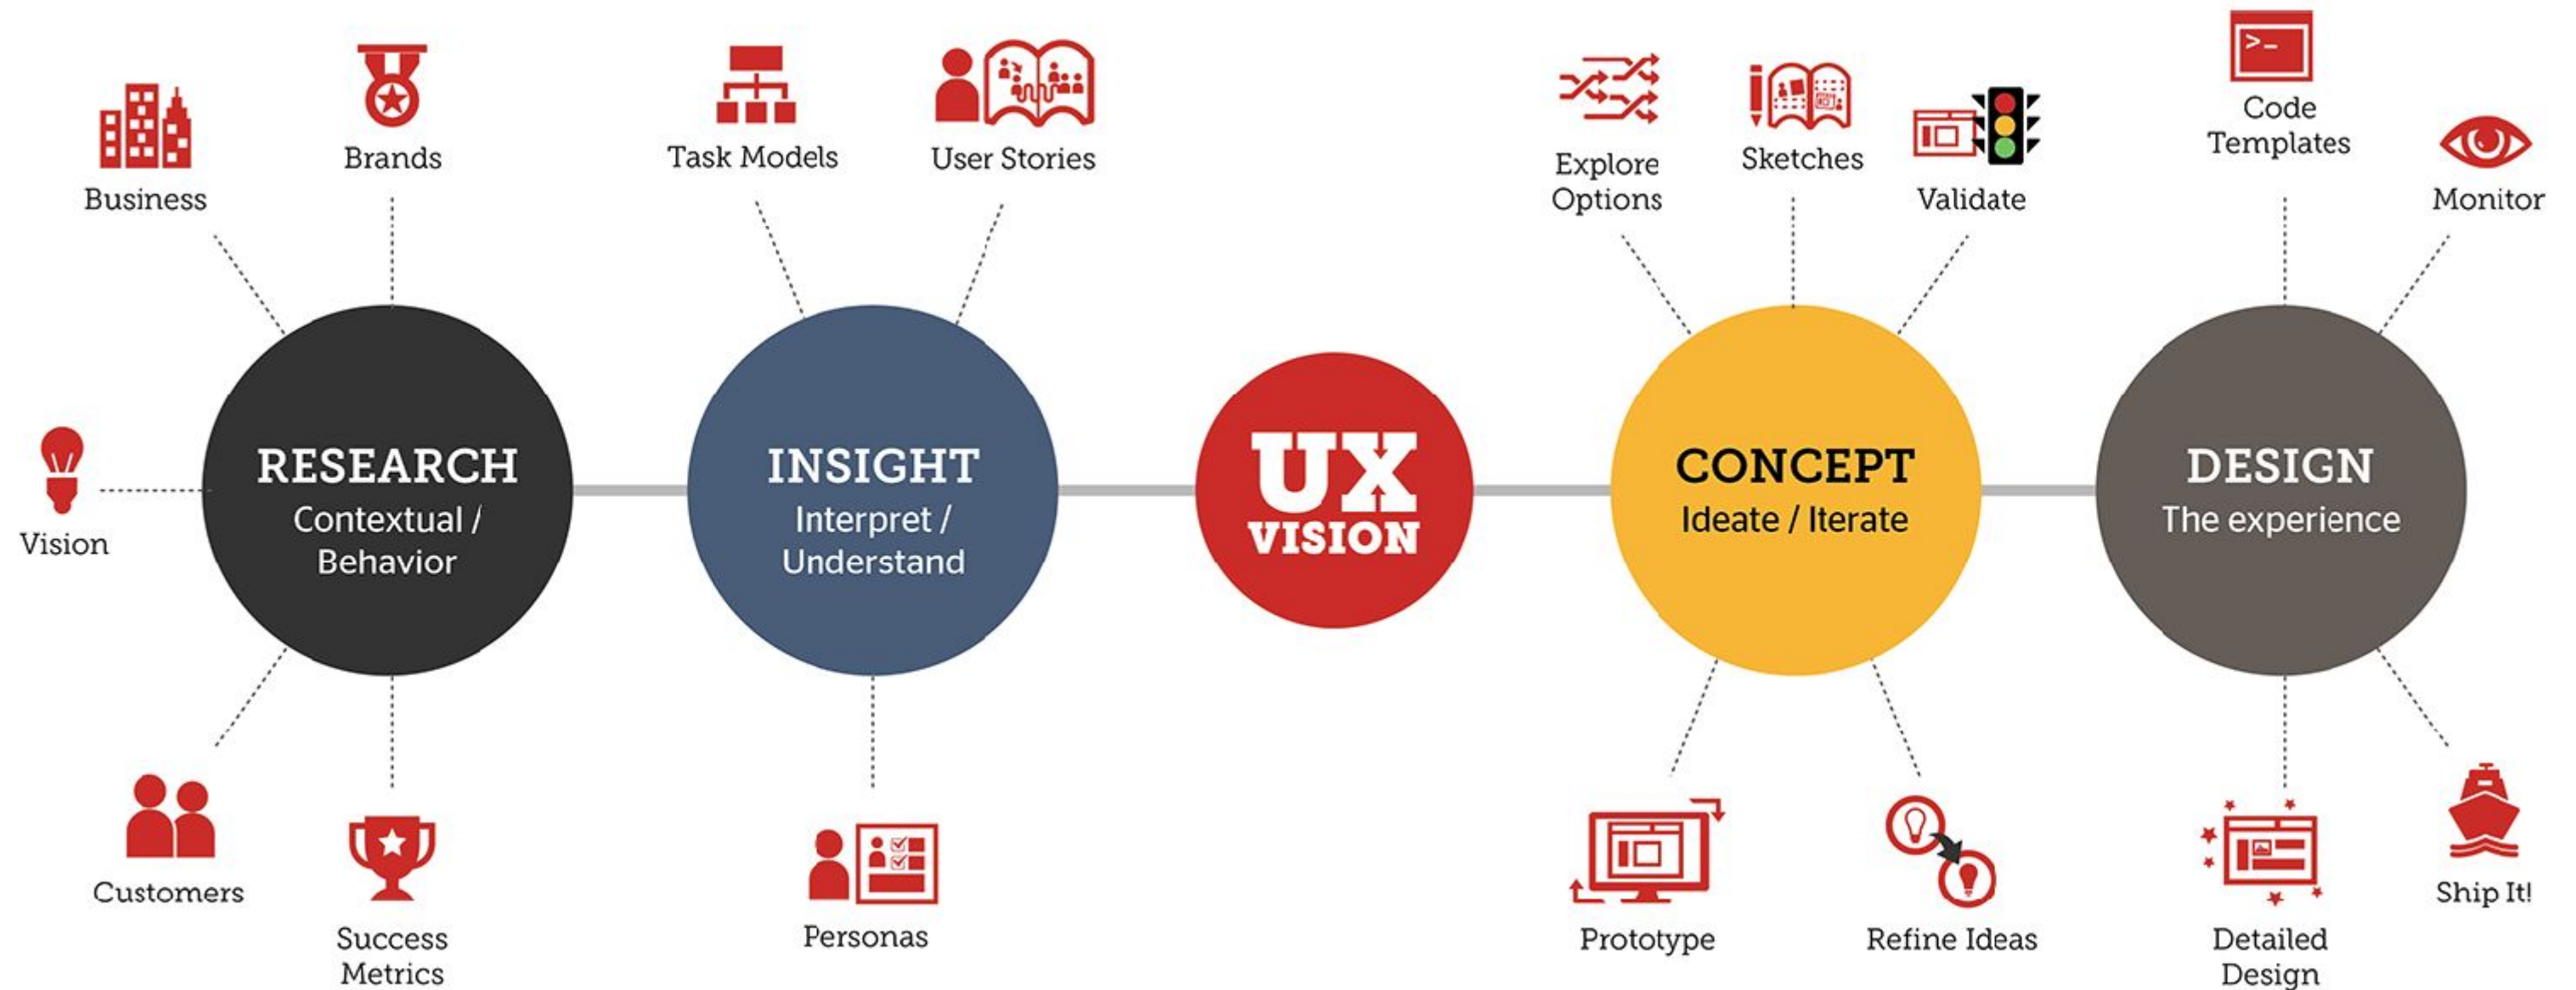 Business
Brands
Vision
RESEARCH
Contextual /
Behavior
Customers
Success
Metrics
Task Models
User Stories
INSIGHT
Interpret /
Understand
Personas
UX
VISION
Explore
Options
Sketches
Validate
CONCEPT
Ideate / Iterate
Prototype
Refine Ideas
>_
Code
Templates
Monitor
DESIGN
The experience
Detailed
Design
Ship It!